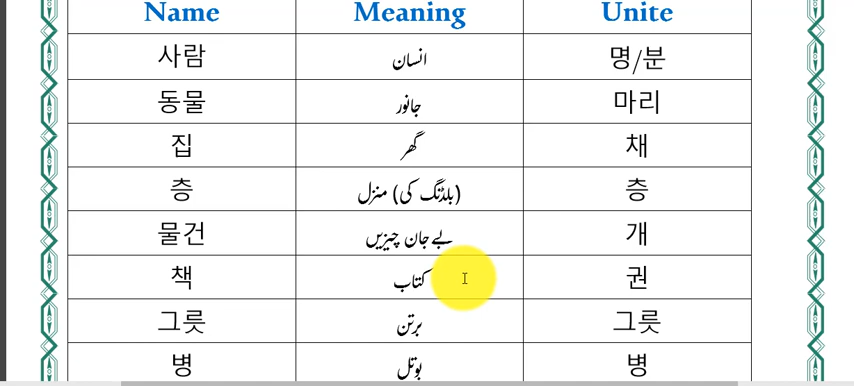 Name Meaning Unite
사람 انسان 명/분
동물 جانور 마리
집 گھر 채
층 (بلڈنگ کی) منزل 층
물건 بے جان چیزیں 개
책 کتاب 권
그릇 برتن 그릇
병 بوتل 병